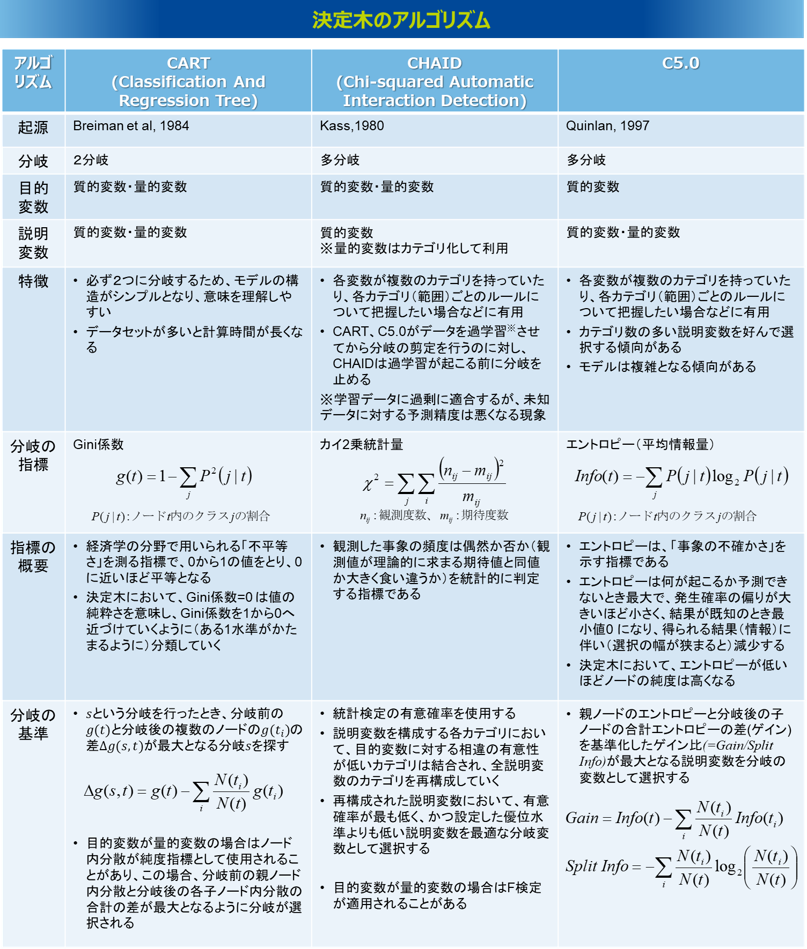 決定木のアルゴリズム
アルゴ
リズム
CART
(Classification And
Regression Tree)
CHAID
(Chi-squared Automatic
Interaction Detection)
C5.0
起源
Breiman et al, 1984
Kass,1980
Quinlan, 1997
分岐
2分岐
多分岐
多分岐
目的
変数
質的変数・量的変数
質的変数・量的変数
質的変数
説明
変数
質的変数・量的変数
質的変数
※量的変数はカテゴリ化して利用
質的変数・量的変数
特徴
• 必ず2つに分岐するため、モデルの構
造がシンプルとなり、意味を理解しや
すい
• データセットが多いと計算時間が長くな
る
• 各変数が複数のカテゴリを持っていた
り、各カテゴリ(範囲)ごとのルールに
ついて把握したい場合などに有用
• CART、C5.0がデータを過学習※させ
てから分岐の剪定を行うのに対し、
CHAIDは過学習が起こる前に分岐を
止める
※学習データに過剰に適合するが、未知
データに対する予測精度は悪くなる現象
• 各変数が複数のカテゴリを持っていた
り、各カテゴリ(範囲)ごとのルールに
ついて把握したい場合などに有用
• カテゴリ数の多い説明変数を好んで選
択する傾向がある
• モデルは複雑となる傾向がある
分岐の
指標
Gini係数
g(t)=1−∑j P²(j|t)
P(j|t):ノードt内のクラスjの割合
カイ2乗統計量
χ²=∑j∑i (nij−mij)²/mij
nij:観測度数、mij:期待度数
エントロピー(平均情報量)
Info(t)=−∑j P(j|t)log₂ P(j|t)
P(j|t):ノードt内のクラスjの割合
指標の
概要
• 経済学の分野で用いられる「不平等
さ」を測る指標で、0から1の値をとり、0
に近いほど平等となる
• 決定木において、Gini係数=0は値の
純粋さを意味し、Gini係数を1から0へ
近づけていくように(ある1水準がかた
まるように)分類していく
• 観測した事象の頻度は偶然か否か(観
測値が理論的に求まる期待値と同値
か大きく食い違うか)を統計的に判定
する指標である
• エントロピーは、「事象の不確かさ」を
示す指標である
• エントロピーは何が起こるか予測でき
ないとき最大で、発生確率の偏りが大
きいほど小さく、結果が既知のとき最
小値0 になり、得られる結果(情報)に
伴い(選択の幅が狭まると)減少する
• 決定木において、エントロピーが低い
ほどノードの純度は高くなる
分岐の
基準
• sという分岐を行ったとき、分岐前の
g(t)と分岐後の複数のノードのg(ti)の
差Δg(s,t)が最大となる分岐sを探す
Δg(s,t)=g(t)−∑i N(ti)/N(t) g(ti)
• 目的変数が量的変数の場合はノード
内分散が純度指標として使用されるこ
とがあり、この場合、分岐前の親ノード
内分散と分岐後の各子ノード内分散の
合計の差が最大となるように分岐が選
択される
• 統計検定の有意確率を使用する
• 説明変数を構成する各カテゴリにおい
て、目的変数に対する相違の有意性
が低いカテゴリは結合され、全説明変
数のカテゴリを再構成していく
• 再構成された説明変数において、有意
確率が最も低く、かつ設定した優位水
準よりも低い説明変数を最適な分岐変
数として選択する
• 目的変数が量的変数の場合はF検定
が適用されることがある
• 親ノードのエントロピーと分岐後の子
ノードの合計エントロピーの差(ゲイン)
を基準化したゲイン比(=Gain/Split
Info)が最大となる説明変数を分岐の
変数として選択する
Gain=Info(t)−∑i N(ti)/N(t) Info(ti)
Split Info=−∑i N(ti)/N(t) log₂(N(ti)/N(t))